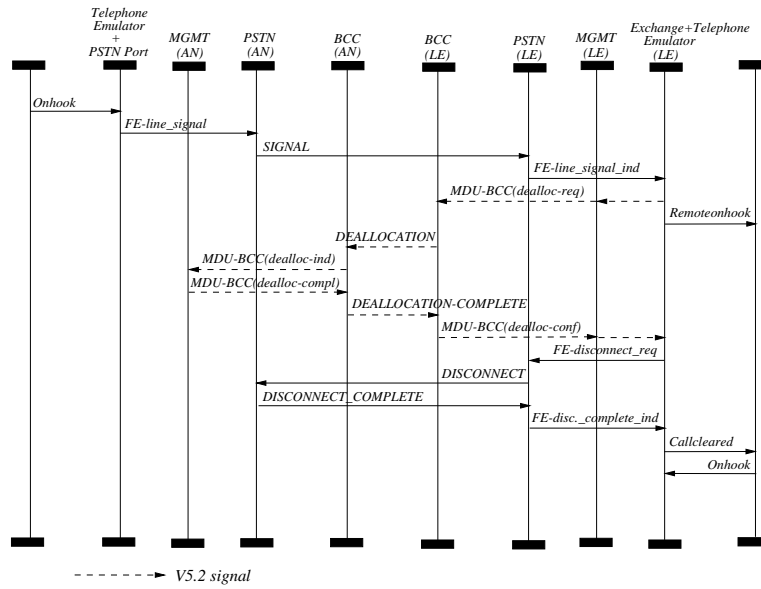 Telephone
Emulator
+
PSTN Port
MGMT
(AN)
PSTN
(AN)
BCC
(AN)
BCC
(LE)
PSTN
(LE)
MGMT
(LE)
Exchange+Telephone
Emulator
(LE)
Onhook
FE-line_signal
SIGNAL
FE-line_signal_ind
MDU-BCC(dealloc-req)
Remoteonhook
DEALLOCATION
MDU-BCC(dealloc-ind)
MDU-BCC(dealloc-compl)
DEALLOCATION-COMPLETE
MDU-BCC(dealloc-conf)
FE-disconnect_req
DISCONNECT
DISCONNECT_COMPLETE
FE-disc._complete_ind
Callcleared
Onhook
V5.2 signal